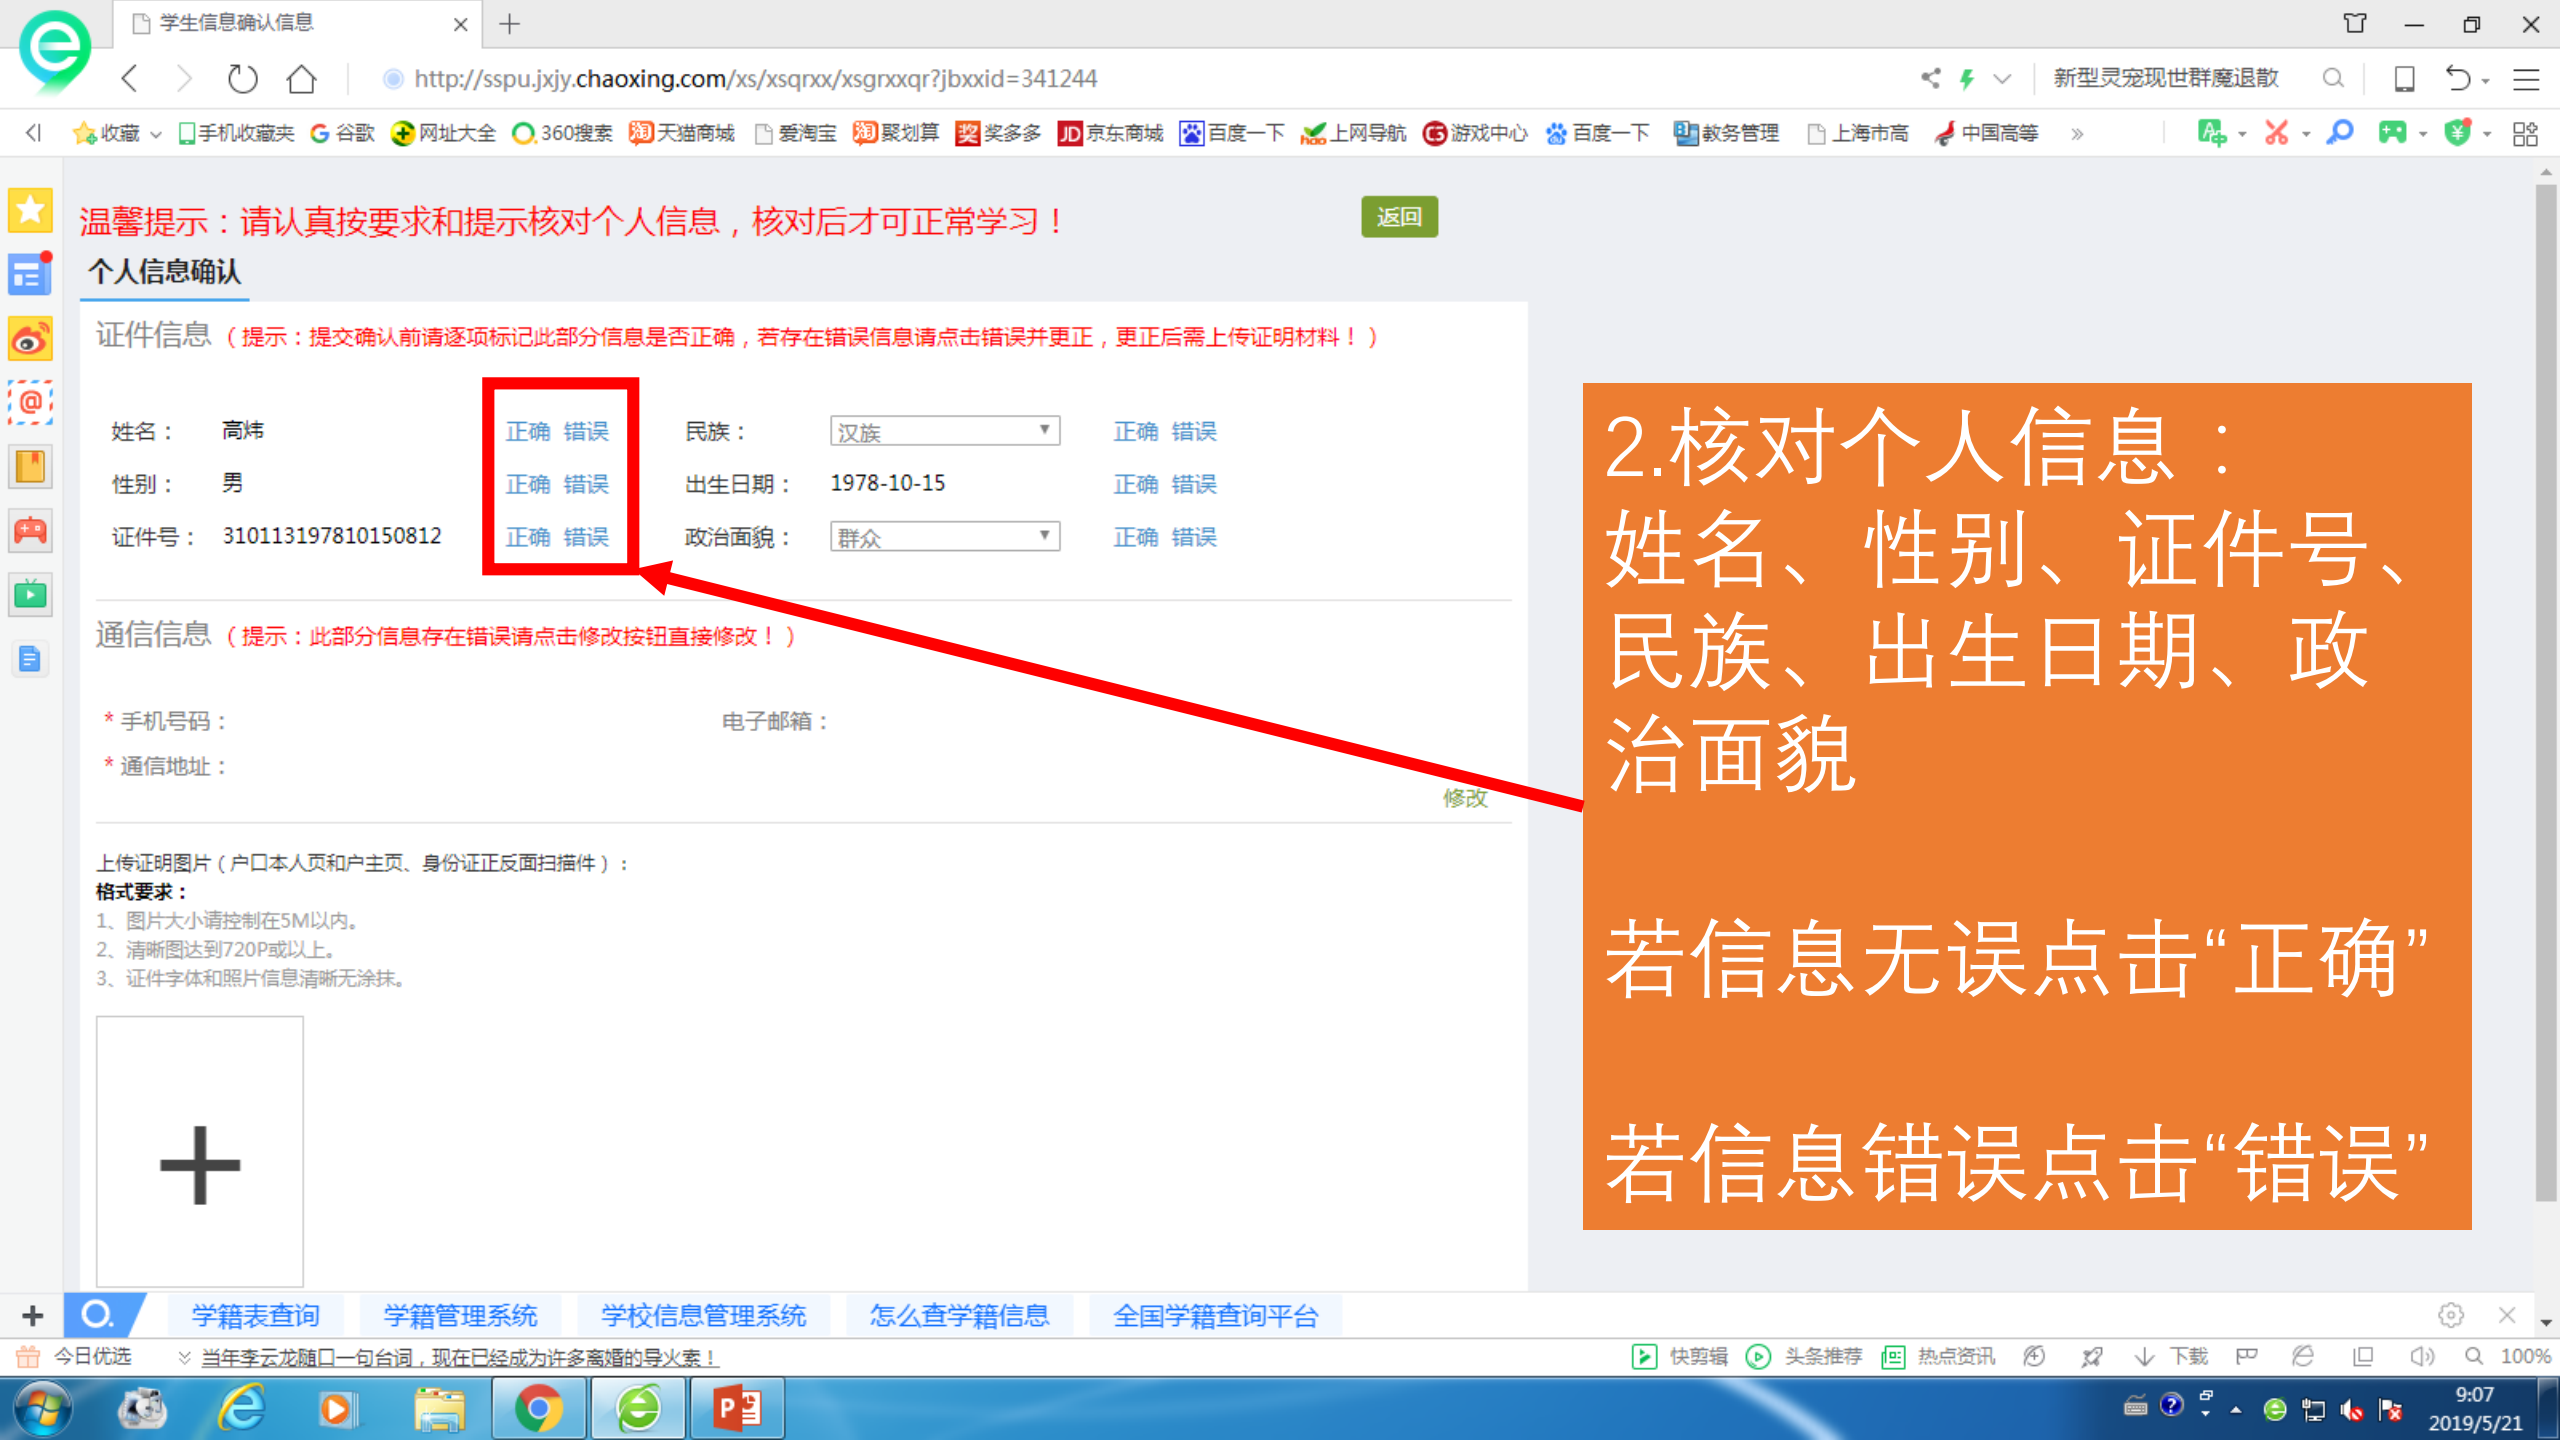 学生信息确认信息
http://sspu.jxjy.chaoxing.com/xs/xsqrxx/xsgrxxqr?jbxxid=341244
新型灵宠现世群魔退散
收藏 手机收藏夹 谷歌 网址大全 360搜索 天猫商城 爱淘宝 聚划算 奖多多 京东商城 百度一下 上网导航 游戏中心 百度一下 教务管理 上海市高 中国高等 »
温馨提示：请认真按要求和提示核对个人信息，核对后才可正常学习！
返回
个人信息确认
证件信息（提示：提交确认前请逐项标记此部分信息是否正确，若存在错误信息请点击错误并更正，更正后需上传证明材料！）
姓名： 高炜 正确 错误 民族： 汉族 正确 错误
性别： 男 正确 错误 出生日期： 1978-10-15 正确 错误
证件号： 310113197810150812 正确 错误 政治面貌： 群众 正确 错误
通信信息（提示：此部分信息存在错误请点击修改按钮直接修改！）
* 手机号码： 电子邮箱：
* 通信地址：
修改
上传证明图片（户口本人页和户主页、身份证正反面扫描件）：
格式要求：
1、图片大小请控制在5M以内。
2、清晰图达到720P或以上。
3、证件字体和照片信息清晰无涂抹。
2.核对个人信息：
姓名、性别、证件号、
民族、出生日期、政
治面貌
若信息无误点击“正确”
若信息错误点击“错误”
学籍表查询 学籍管理系统 学校信息管理系统 怎么查学籍信息 全国学籍查询平台
今日优选 当年李云龙随口一句台词，现在已经成为许多离婚的导火索！
快剪辑 头条推荐 热点资讯 下载 100%
9:07
2019/5/21